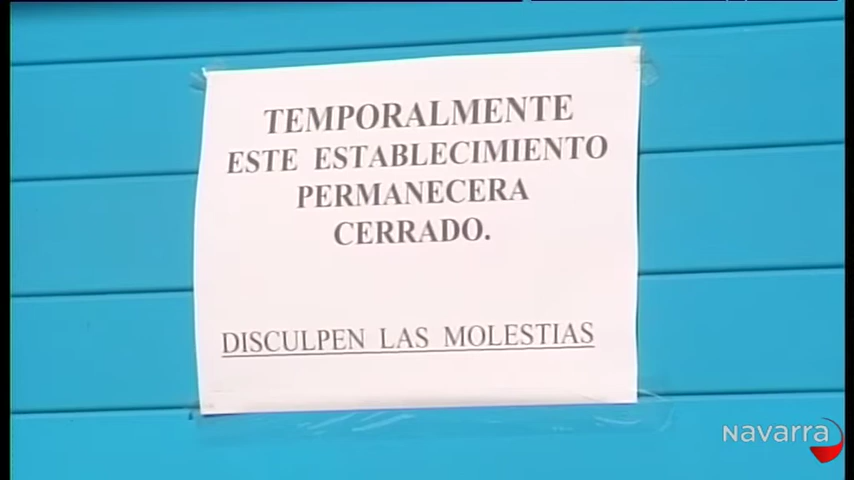 TEMPORALMENTE
ESTE ESTABLECIMIENTO
PERMANECERA
CERRADO.
DISCULPEN LAS MOLESTIAS
Navarra